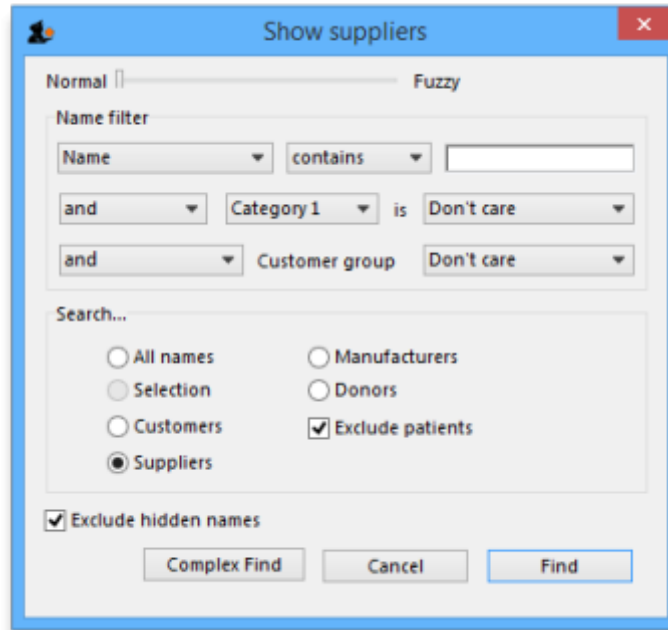 Show suppliers
Normal Fuzzy
Name filter
Name contains
and Category 1 is Don't care
and Customer group Don't care
Search...
All names Manufacturers
Selection Donors
Customers Exclude patients
Suppliers
Exclude hidden names
Complex Find Cancel Find